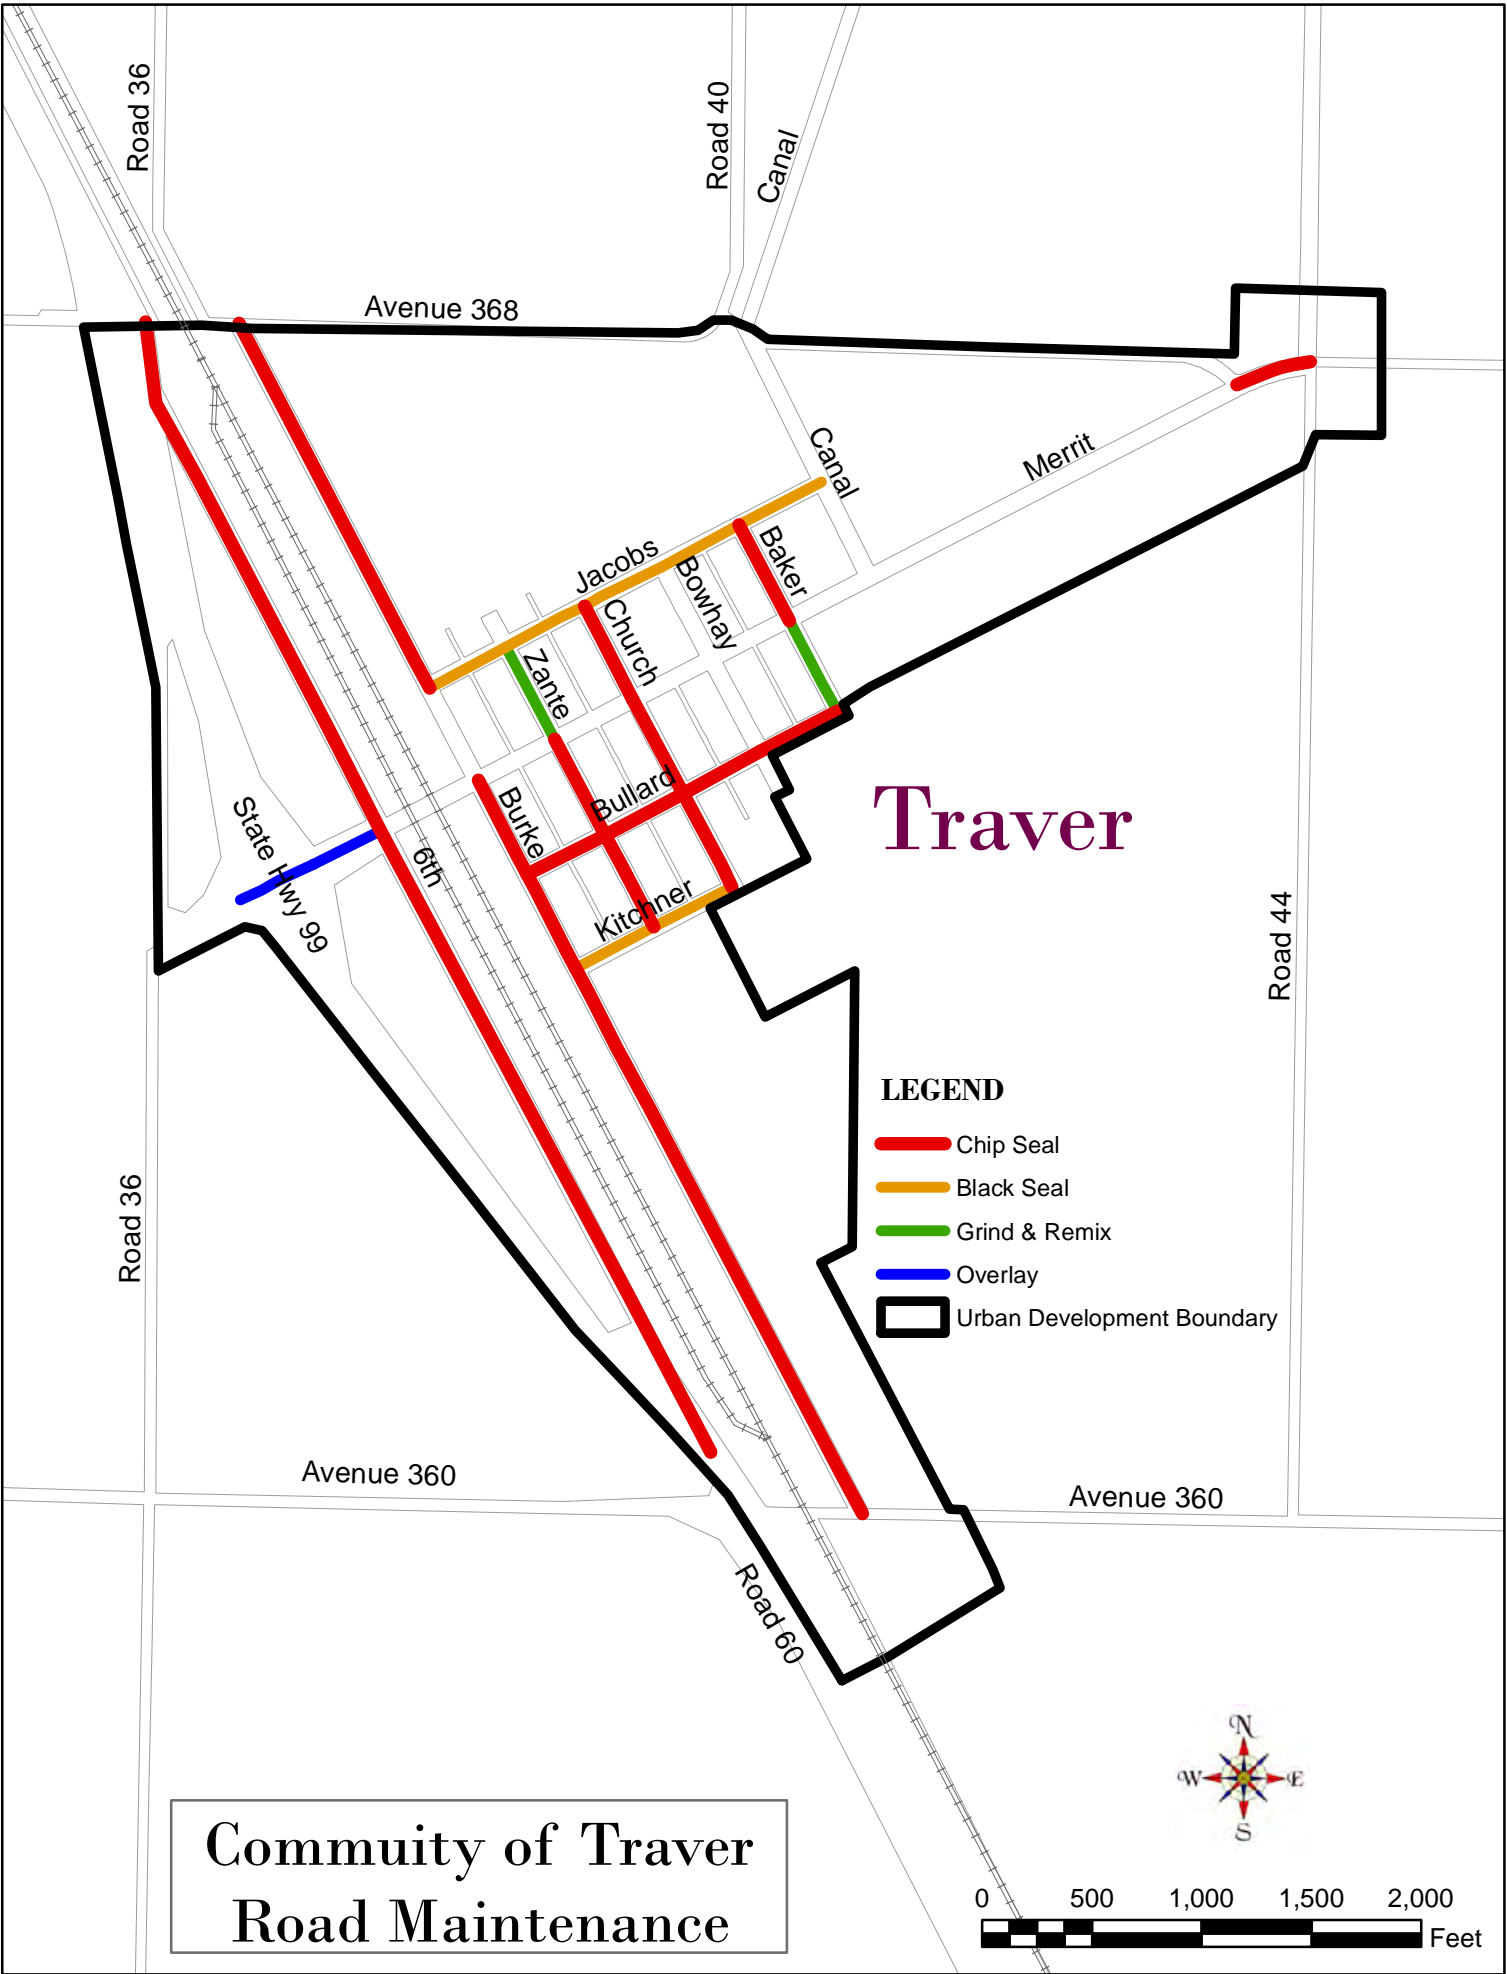 Road 36
Road 40
Canal
Avenue 368
Canal
Merrit
Jacobs
Baker
Bowhay
Church
Zante
Bullard
Burke
State Hwy 99
6th
Kitchner
Traver
Road 44
LEGEND
Chip Seal
Black Seal
Grind & Remix
Overlay
Urban Development Boundary
Road 36
Avenue 360
Avenue 360
Road 60
N
W E
S
Commuity of Traver
Road Maintenance
0 500 1,000 1,500 2,000
Feet